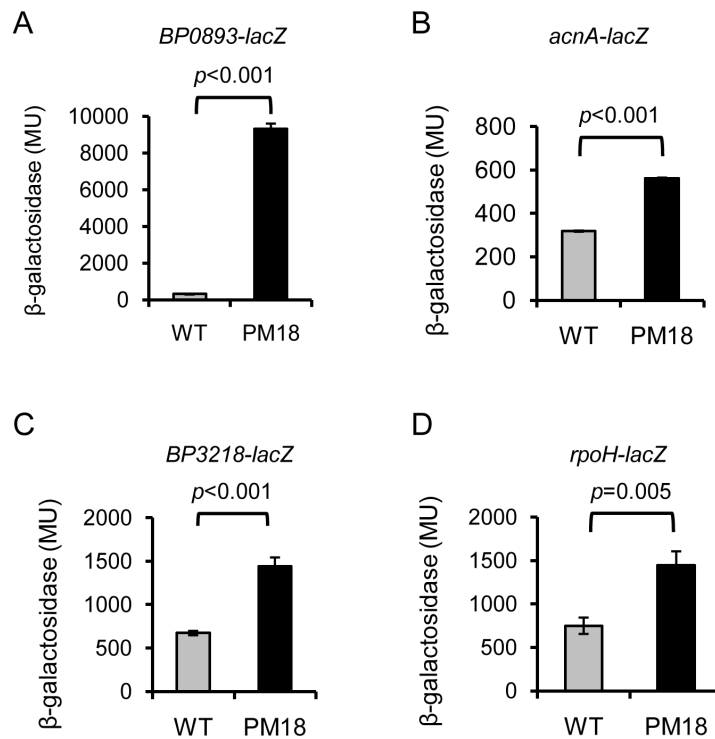 A
BP0893-lacZ
p<0.001
β-galactosidase (MU)
10000
8000
6000
4000
2000
0
WT PM18
B
acnA-lacZ
p<0.001
β-galactosidase (MU)
800
600
400
200
0
WT PM18
C
BP3218-lacZ
p<0.001
β-galactosidase (MU)
2000
1500
1000
500
0
WT PM18
D
rpoH-lacZ
p=0.005
β-galactosidase (MU)
2000
1500
1000
500
0
WT PM18